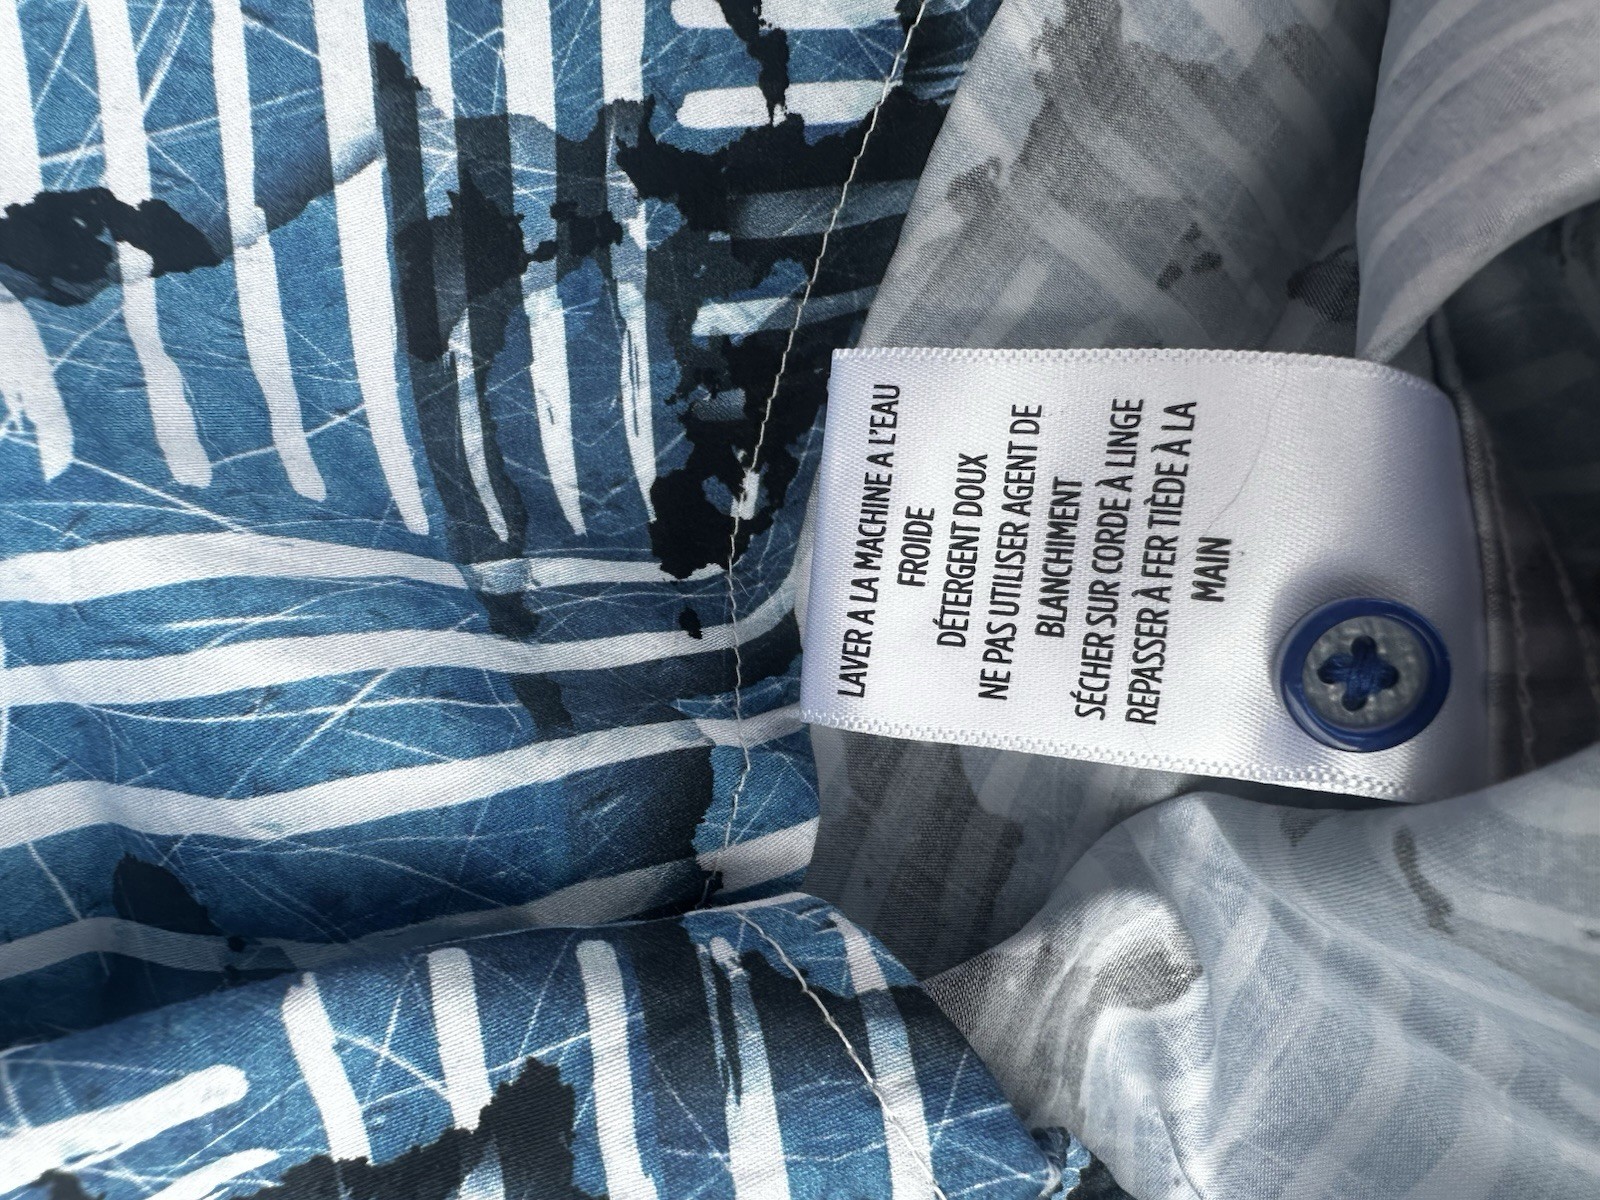 LAVER A LA MACHINE A L'EAU
FROIDE
DÉTERGENT DOUX
NE PAS UTILISER AGENT DE
BLANCHIMENT
SÉCHER SUR CORDE À LINGE
REPASSER À FER TIÈDE À LA
MAIN